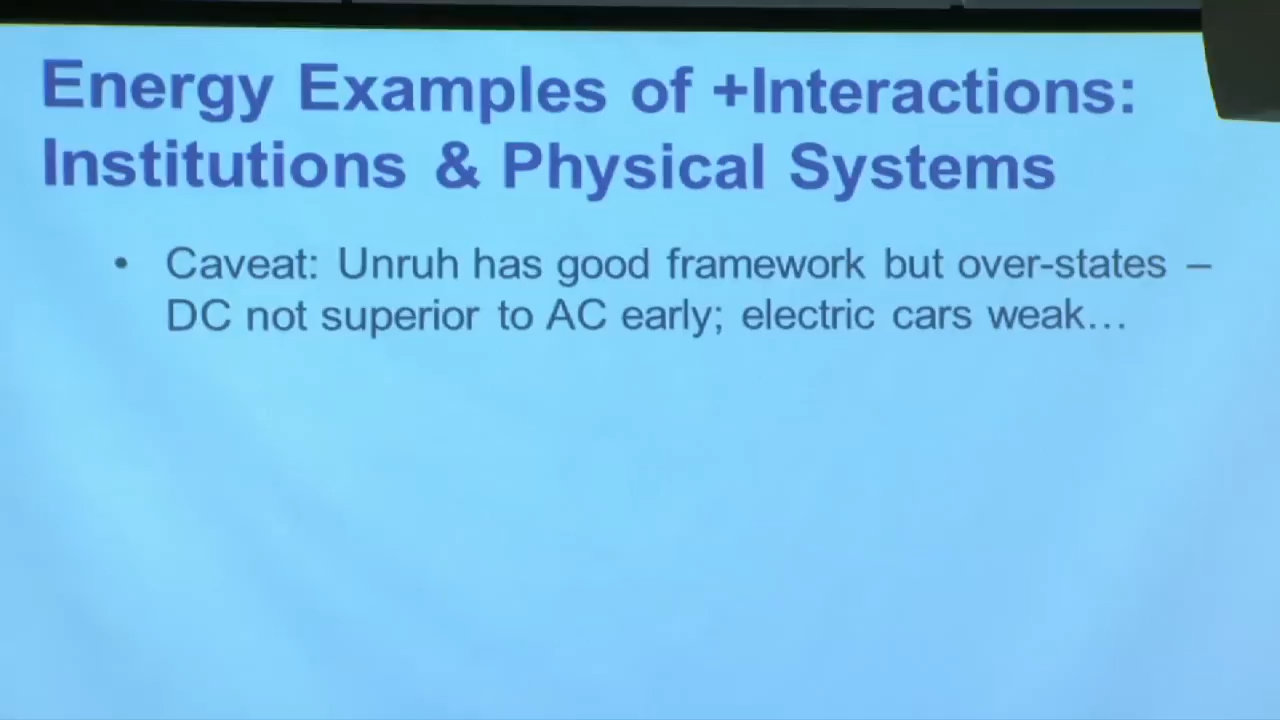 Energy Examples of +Interactions:
Institutions & Physical Systems
• Caveat: Unruh has good framework but over-states –
DC not superior to AC early; electric cars weak…